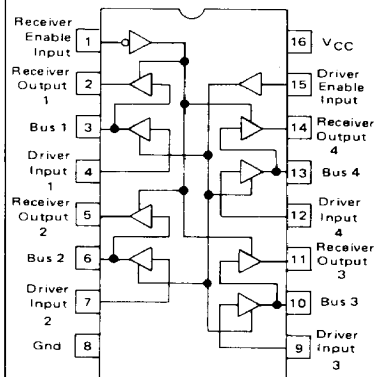 Receiver
Enable
Input
1
Receiver
Output
1
2
Bus 1
3
Driver
Input
1
4
Receiver
Output
2
5
Bus 2
6
Driver
Input
2
7
Gnd
8
16
VCC
15
Driver
Enable
Input
14
Receiver
Output
4
13
Bus 4
12
Driver
Input
4
11
Receiver
Output
3
10
Bus 3
9
Driver
Input
3